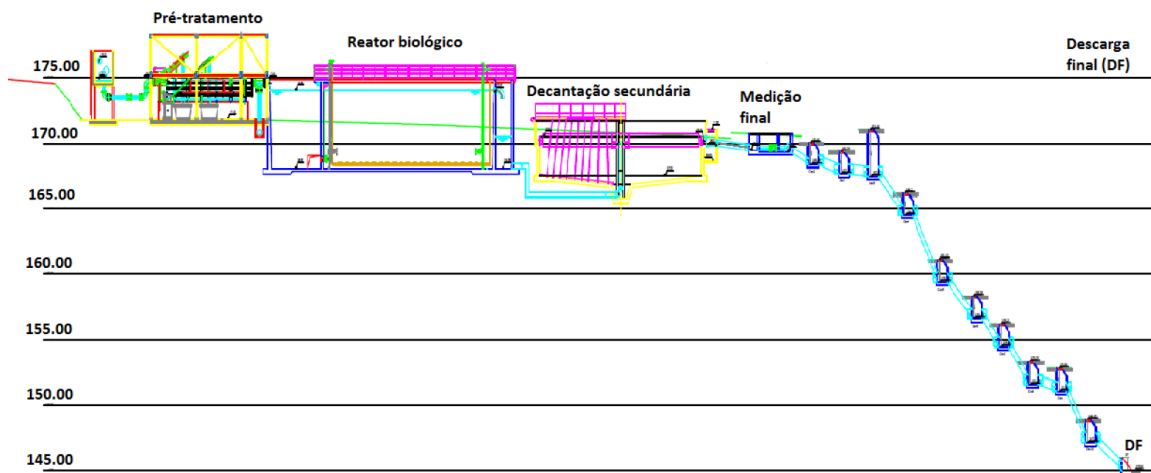 Pré-tratamento
Reator biológico
Descarga
final (DF)
175.00
Decantação secundária
Medição
final
170.00
165.00
160.00
155.00
150.00
DF
145.00